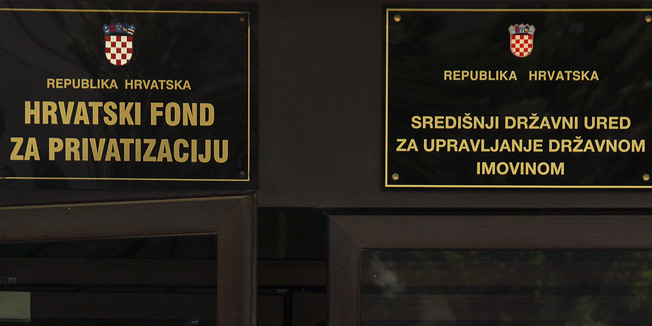 REPUBLIKA HRVATSKA
HRVATSKI FOND
ZA PRIVATIZACIJU
REPUBLIKA HRVATSKA
SREDIŠNJI DRŽAVNI URED
ZA UPRAVLJANJE DRŽAVNOM
IMOVINOM